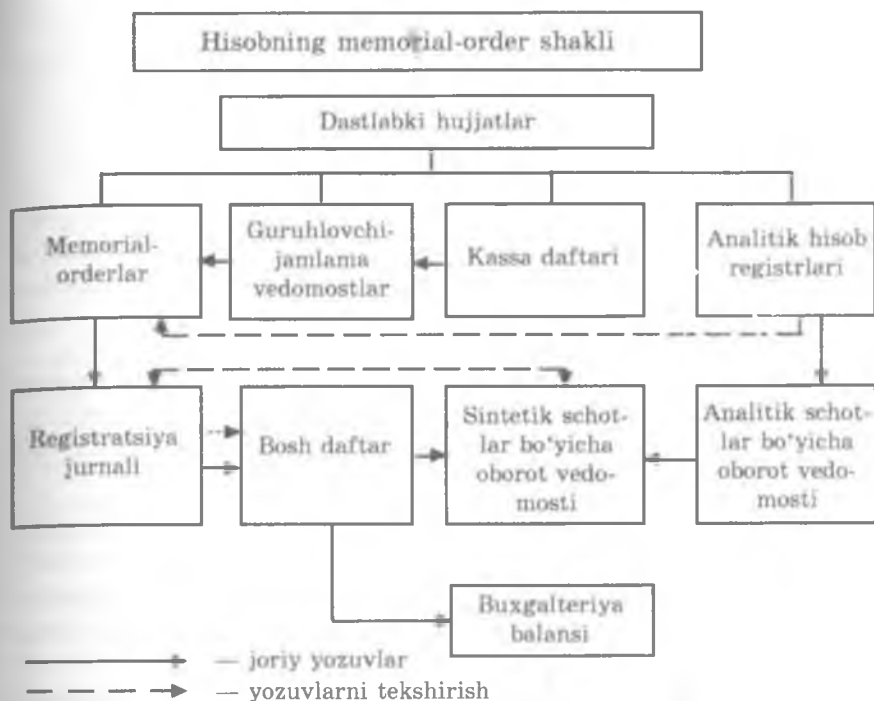 Hisobning memorial-order shakli
Dastlabki hujjatlar
Memorial-
orderlar
Guruhlovchi-
jamlama
vedomostlar
Kassa daftari
Analitik hisob
registrlari
Registratsiya
jurnali
Bosh daftar
Sintetik schot-
lar bo‘yicha
oborot vedo-
mosti
Analitik schot-
lar bo‘yicha
oborot vedo-
mosti
Buxgalteriya
balansi
— joriy yozuvlar
— yozuvlarni tekshirish